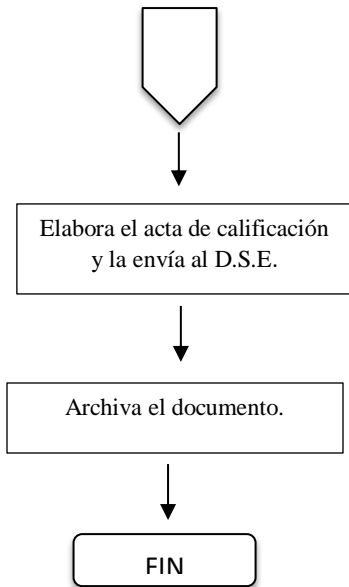 Elabora el acta de calificación
y la envía al D.S.E.
Archiva el documento.
FIN